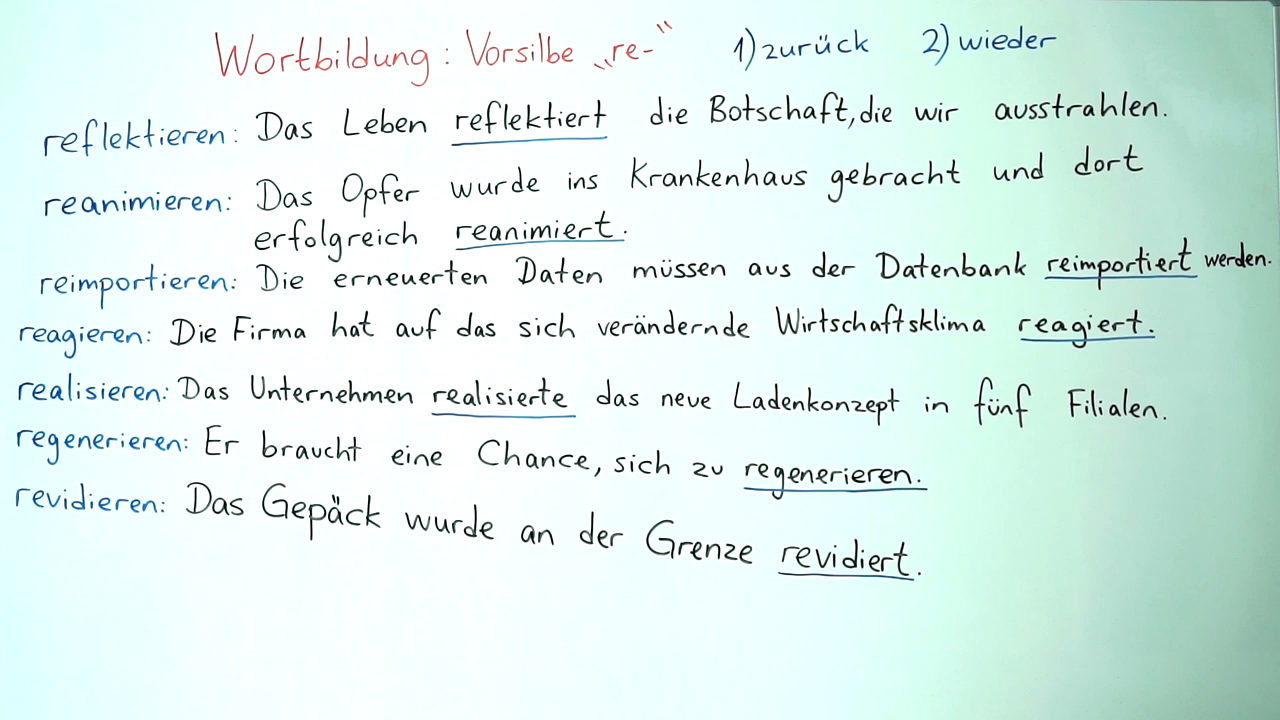 Wortbildung: Vorsilbe „re-“ 1) zurück 2) wieder
reflektieren: Das Leben reflektiert die Botschaft, die wir ausstrahlen.
reanimieren: Das Opfer wurde ins Krankenhaus gebracht und dort
erfolgreich reanimiert.
reimportieren: Die erneuerten Daten müssen aus der Datenbank reimportiert werden.
reagieren: Die Firma hat auf das sich verändernde Wirtschaftsklima reagiert.
realisieren: Das Unternehmen realisierte das neue Ladenkonzept in fünf Filialen.
regenerieren: Er braucht eine Chance, sich zu regenerieren.
revidieren: Das Gepäck wurde an der Grenze revidiert.